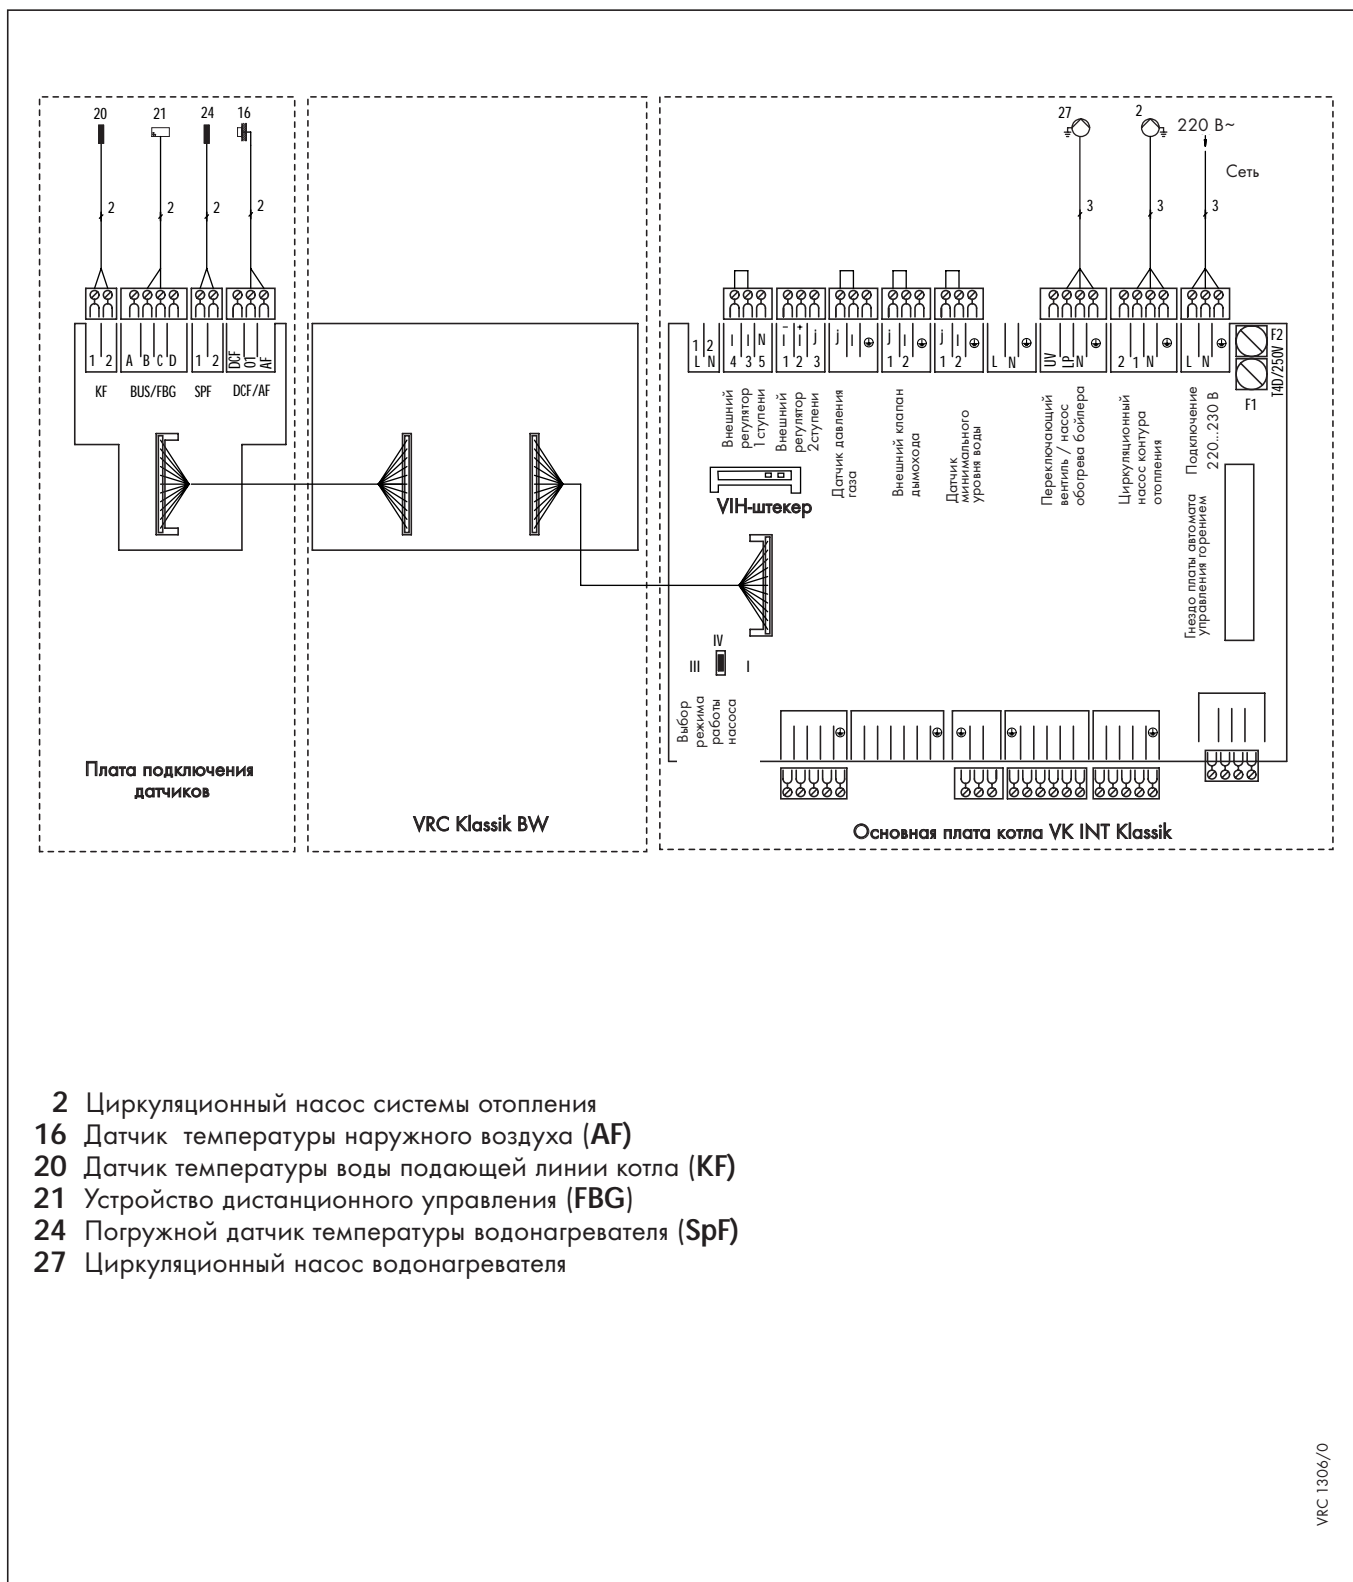 20 21 24 16
27 2 220 В~
Сеть
2 2 2 2
3 3 3
1 2 A B C D 1 2 DCF 01 AF
KF BUS/FBG SPF DCF/AF
1 2
L N
I I N
4 3 5
− +
I I j
1 2 3
j I
j I
1 2
j I
1 2
L N
UV LP N
2 1 N
L N
F2
F1
T4D/250V
Внешний
регулятор
1 ступени
Внешний
регулятор
2ступени
Датчик давления
газа
Внешний клапан
дымохода
Датчик
минимального
уровня воды
Переключающий
вентиль / насос
обогрева бойлера
Циркуляционный
насос контура
отопления
Подключение
220...230 В
VIH-штекер
Гнездо платы автомата
управления горением
IV
III I
Выбор
режима
работы
насоса
Плата подключения
датчиков
VRC Klassik BW
Основная плата котла VK INT Klassik
2 Циркуляционный насос системы отопления
16 Датчик температуры наружного воздуха (AF)
20 Датчик температуры воды подающей линии котла (KF)
21 Устройство дистанционного управления (FBG)
24 Погружной датчик температуры водонагревателя (SpF)
27 Циркуляционный насос водонагревателя
VRC 1306/0